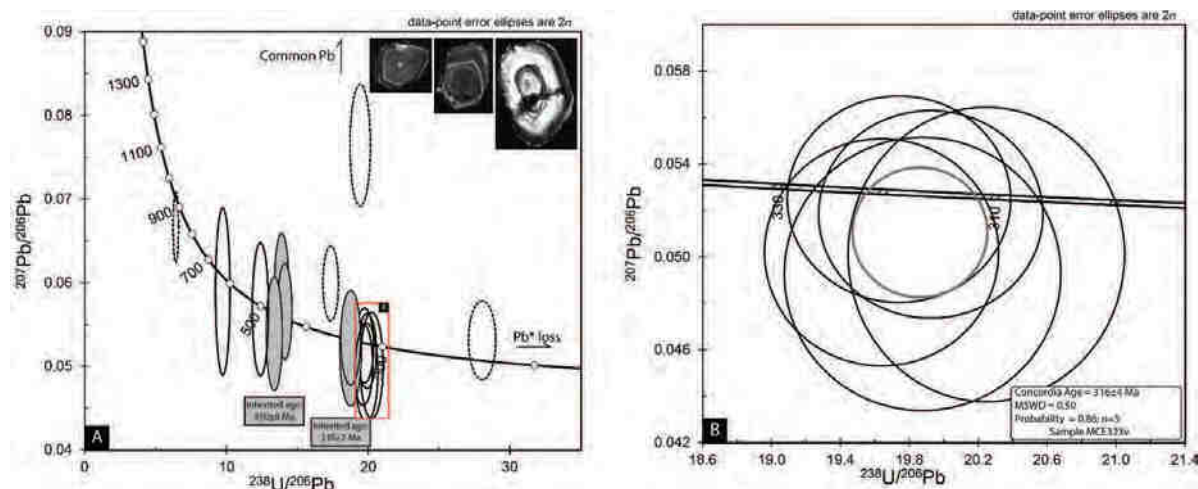 data-point error ellipses are 2σ
0.09
0.08
0.07
0.06
0.05
0.04
207Pb/206Pb
1300
1100
900
700
500
Common Pb
Pb* loss
Inherited age:
Inherited age:
A
0
10
20
30
238U/206Pb
data-point error ellipses are 2σ
0.058
0.054
0.050
0.046
0.042
207Pb/206Pb
330
310
Concordia Age = 316±4 Ma
MSWD = 0.50
Probability = 0.86; n=5
Sample
B
18.6
19.0
19.4
19.8
20.2
20.6
21.0
21.4
238U/206Pb